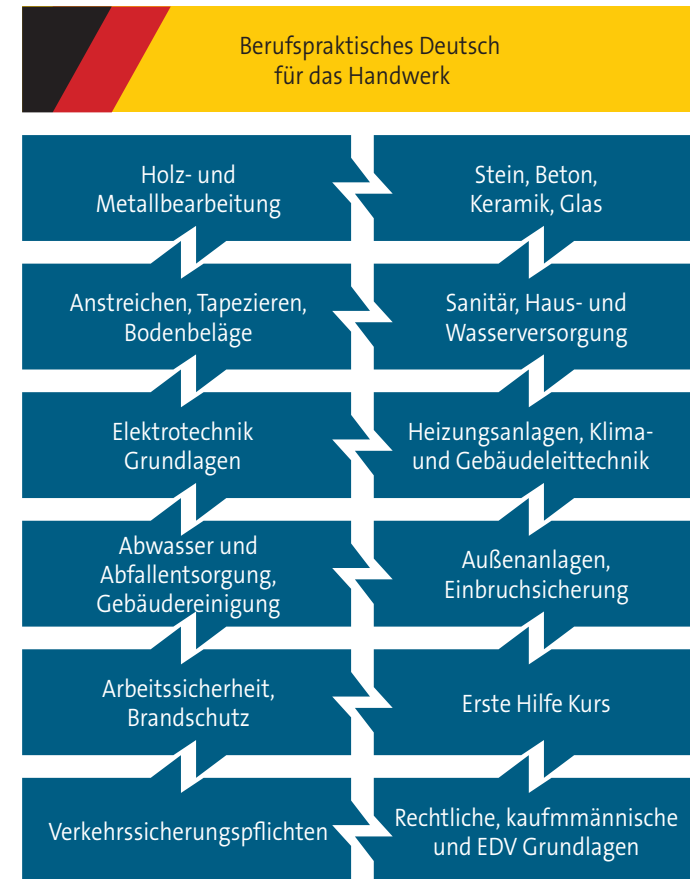 Berufspraktisches Deutsch
für das Handwerk
Holz- und
Metallbearbeitung
Stein, Beton,
Keramik, Glas
Anstreichen, Tapezieren,
Bodenbeläge
Sanitär, Haus- und
Wasserversorgung
Elektrotechnik
Grundlagen
Heizungsanlagen, Klima-
und Gebäudeleittechnik
Abwasser und
Abfallentsorgung,
Gebäudereinigung
Außenanlagen,
Einbruchsicherung
Arbeitssicherheit,
Brandschutz
Erste Hilfe Kurs
Verkehrssicherungspflichten
Rechtliche, kaufmmännische
und EDV Grundlagen